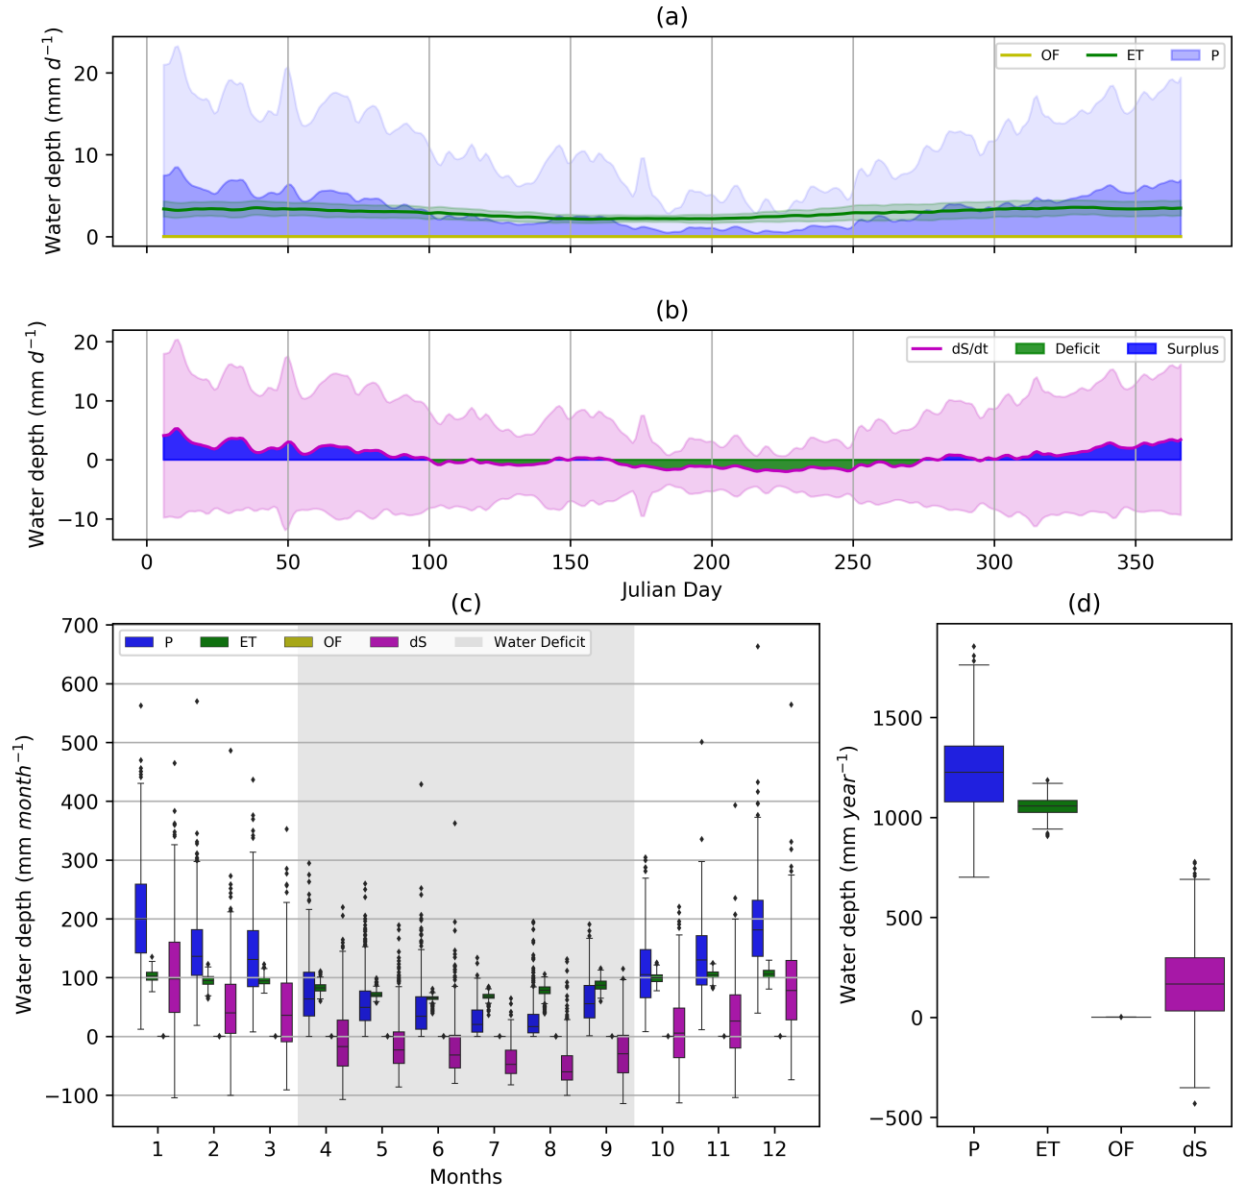 (a)
Water depth (mm d⁻¹)
20
10
0
OF ET P
(b)
Water depth (mm d⁻¹)
20
10
0
−10
dS/dt Deficit Surplus
0 50 100 150 200 250 300 350
Julian Day
(c)
Water depth (mm month⁻¹)
700
600
500
400
300
200
100
0
−100
P ET OF dS Water Deficit
1 2 3 4 5 6 7 8 9 10 11 12
Months
(d)
Water depth (mm year⁻¹)
1500
1000
500
0
−500
P ET OF dS